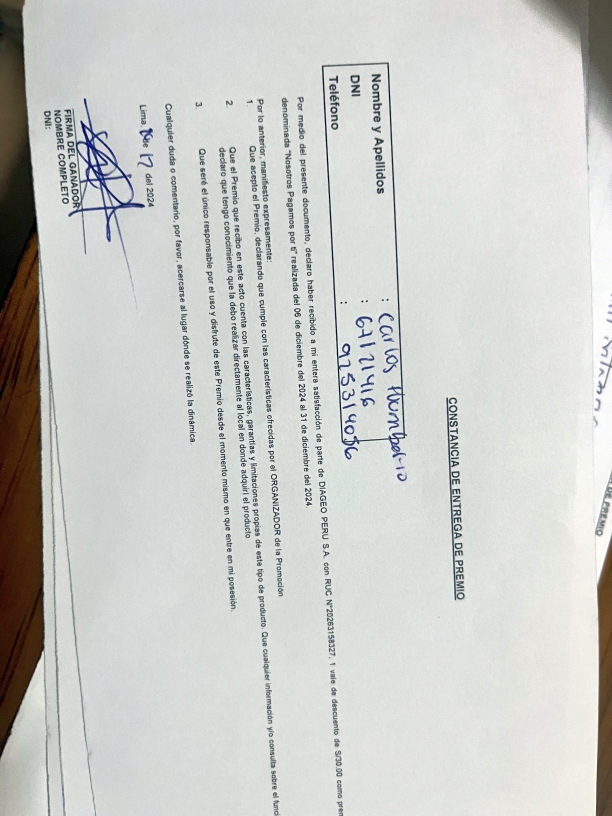 CONSTANCIA DE ENTREGA DE PREMIO
Nombre y Apellidos : Carlos Humberto
DNI : 67121416
Teléfono : 925314056
Por medio del presente documento, declaro haber recibido a mi entera satisfacción de parte de DIAGEO PERU S.A. con RUC N°20263158327, 1 vale de descuento de S/30.00 como
denominada "Nosotros Pagamos por ti" realizada del 06 de diciembre del 2024 al 31 de diciembre del 2024.
Por lo anterior, manifiesto expresamente:
1. Que acepto el Premio, declarando que cumple con las características ofrecidas por el ORGANIZADOR de la Promoción
2. Que el Premio que recibo en este acto cuenta con las características, garantías y limitaciones propias de este tipo de producto. Que cualquier información y/o consulta sobre el
declaro que tengo conocimiento que la debo realizar directamente al local en donde adquirí el producto
3. Que seré el único responsable por el uso y disfrute de este Premio desde el momento mismo en que entre en mi posesión.
Cualquier duda o comentario, por favor, acercarse al lugar donde se realizó la dinámica.
Lima, de 12 del 2024
FIRMA DEL GANADOR
NOMBRE COMPLETO
DNI:
DE PREMIO